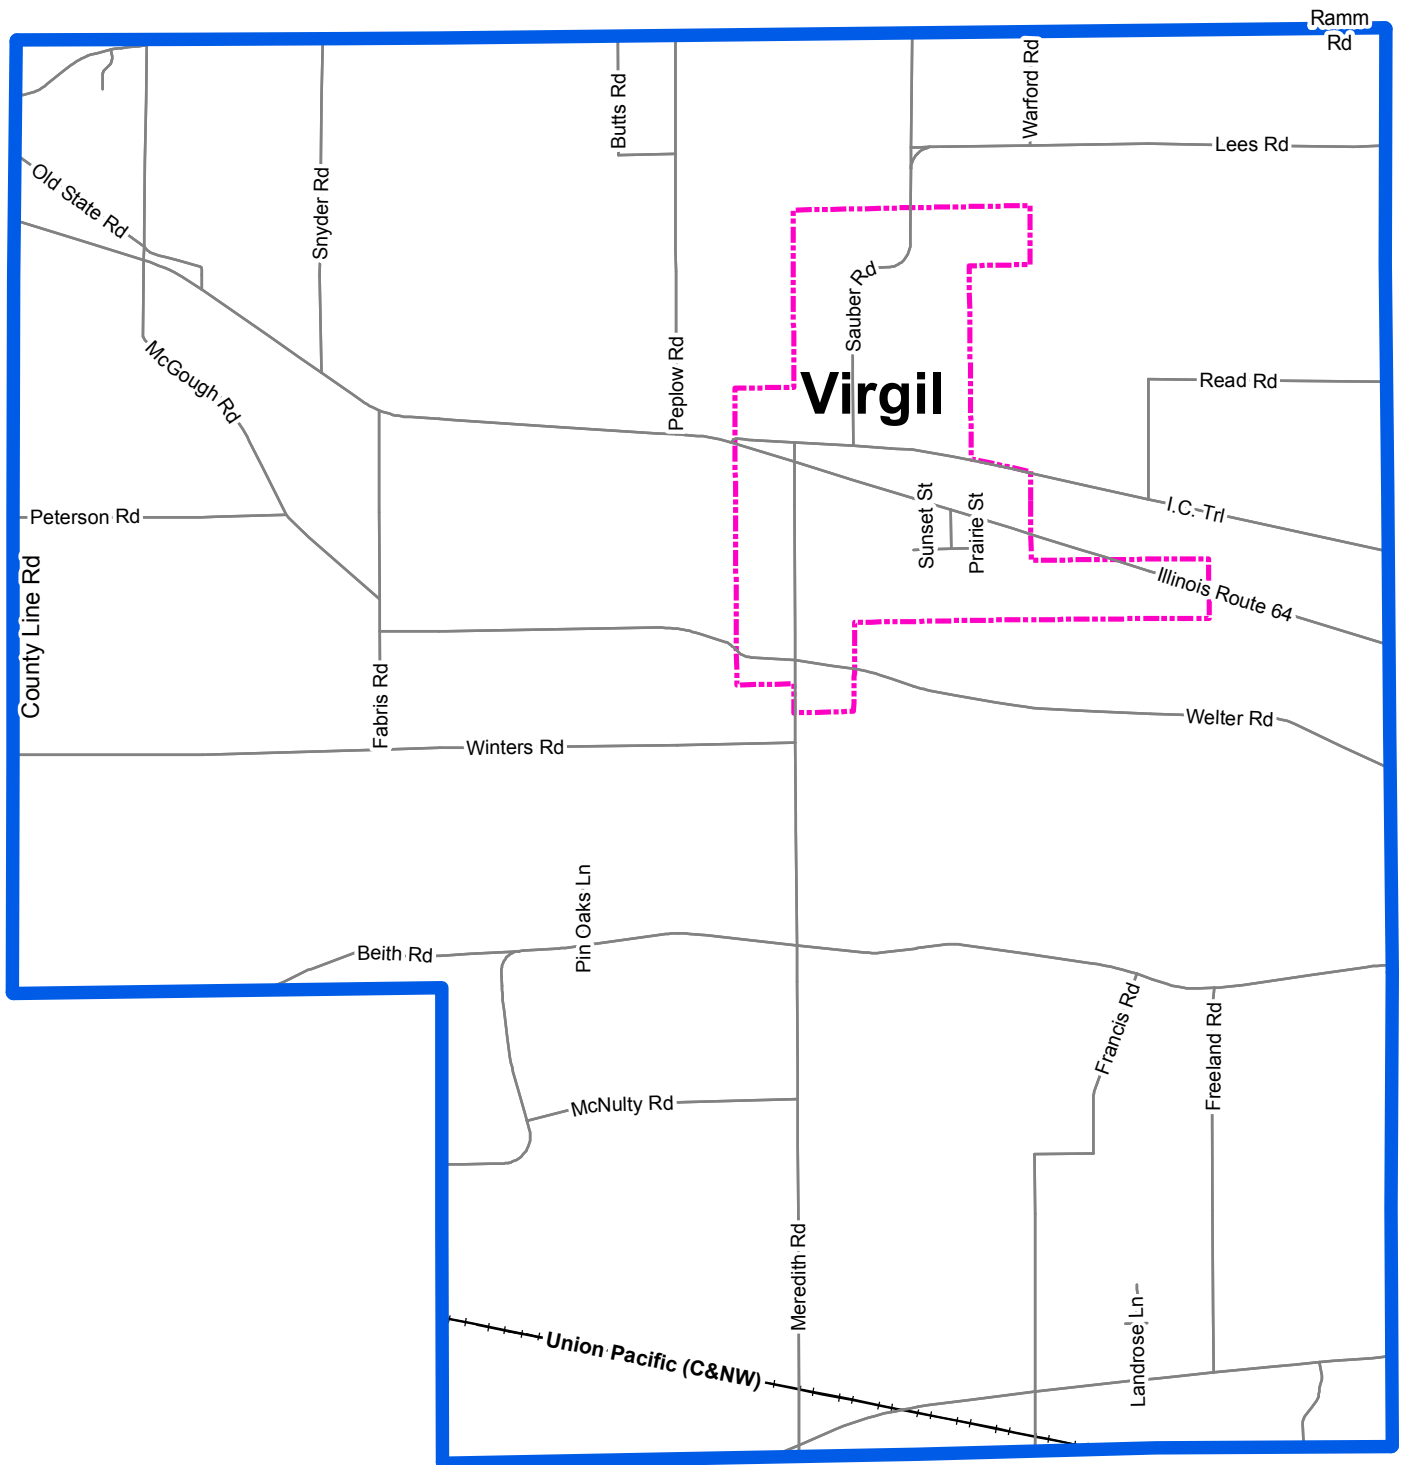 Ramm
Rd
Butts Rd
Warford Rd
Lees Rd
Old State Rd
Snyder Rd
Sauber Rd
McGough Rd
Peplow Rd
Virgil
Read Rd
Peterson Rd
Sunset St
Prairie St
I.C. Trl
County Line Rd
Illinois Route 64
Fabris Rd
Welter Rd
Winters Rd
Pin Oaks Ln
Beith Rd
Francis Rd
Freeland Rd
McNulty Rd
Meredith Rd
Landrose Ln
Union Pacific (C&NW)